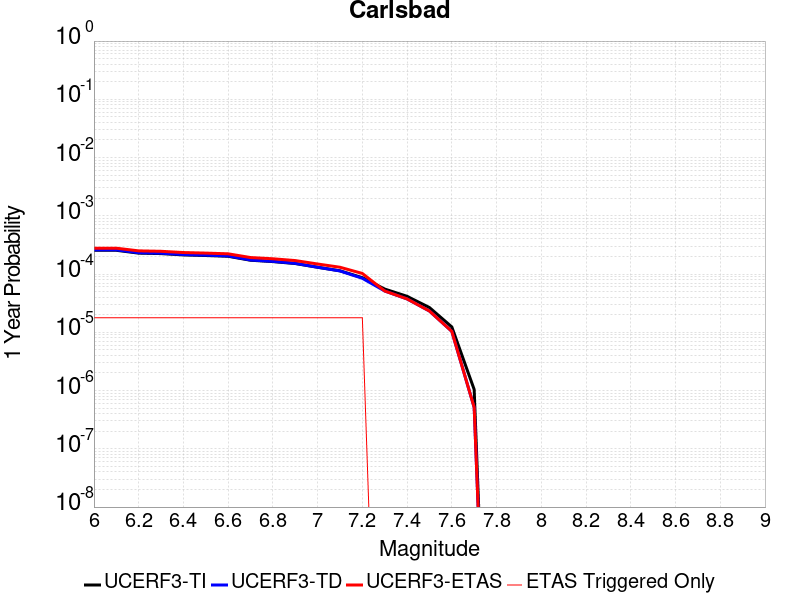 Carlsbad
10^0
10^-1
10^-2
10^-3
10^-4
10^-5
10^-6
10^-7
10^-8
1 Year Probability
6 6.2 6.4 6.6 6.8 7 7.2 7.4 7.6 7.8 8 8.2 8.4 8.6 8.8 9
Magnitude
UCERF3-TI UCERF3-TD UCERF3-ETAS ETAS Triggered Only